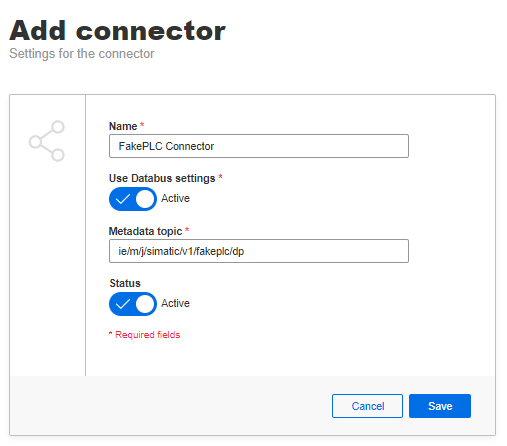 Add connector
Settings for the connector
Name *
FakePLC Connector
Use Databus settings *
Active
Metadata topic *
ie/m/j/simatic/v1/fakeplc/dp
Status
Active
* Required fields
Cancel Save